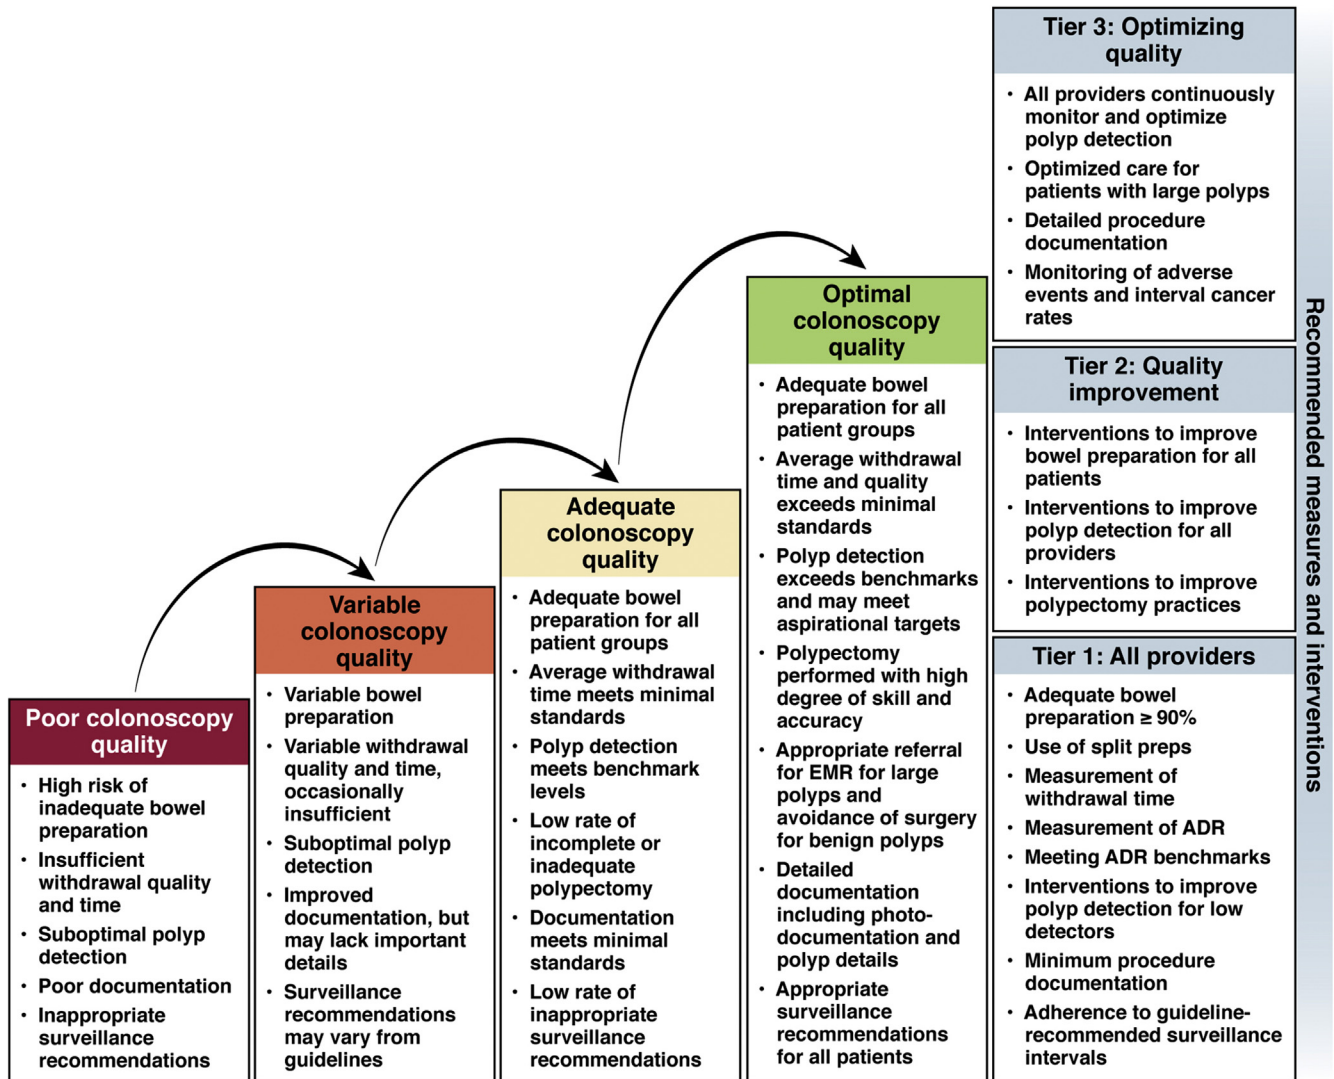 Poor colonoscopy
quality
• High risk of
inadequate bowel
preparation
• Insufficient
withdrawal quality
and time
• Suboptimal polyp
detection
• Poor documentation
• Inappropriate
surveillance
recommendations
Variable
colonoscopy
quality
• Variable bowel
preparation
• Variable withdrawal
quality and time,
occasionally
insufficient
• Suboptimal polyp
detection
• Improved
documentation, but
may lack important
details
• Surveillance
recommendations
may vary from
guidelines
Adequate
colonoscopy
quality
• Adequate bowel
preparation for all
patient groups
• Average withdrawal
time meets minimal
standards
• Polyp detection
meets benchmark
levels
• Low rate of
incomplete or
inadequate
polypectomy
• Documentation
meets minimal
standards
• Low rate of
inappropriate
surveillance
recommendations
Optimal
colonoscopy
quality
• Adequate bowel
preparation for all
patient groups
• Average withdrawal
time and quality
exceeds minimal
standards
• Polyp detection
exceeds benchmarks
and may meet
aspirational targets
• Polypectomy
performed with high
degree of skill and
accuracy
• Appropriate referral
for EMR for large
polyps and
avoidance of surgery
for benign polyps
• Detailed
documentation
including photo-
documentation and
polyp details
• Appropriate
surveillance
recommendations
for all patients
Tier 3: Optimizing
quality
• All providers continuously
monitor and optimize
polyp detection
• Optimized care for
patients with large polyps
• Detailed procedure
documentation
• Monitoring of adverse
events and interval cancer
rates
Tier 2: Quality
improvement
• Interventions to improve
bowel preparation for all
patients
• Interventions to improve
polyp detection for all
providers
• Interventions to improve
polypectomy practices
Tier 1: All providers
• Adequate bowel
preparation ≥ 90%
• Use of split preps
• Measurement of
withdrawal time
• Measurement of ADR
• Meeting ADR benchmarks
• Interventions to improve
polyp detection for low
detectors
• Minimum procedure
documentation
• Adherence to guideline-
recommended surveillance
intervals
Recommended measures and interventions